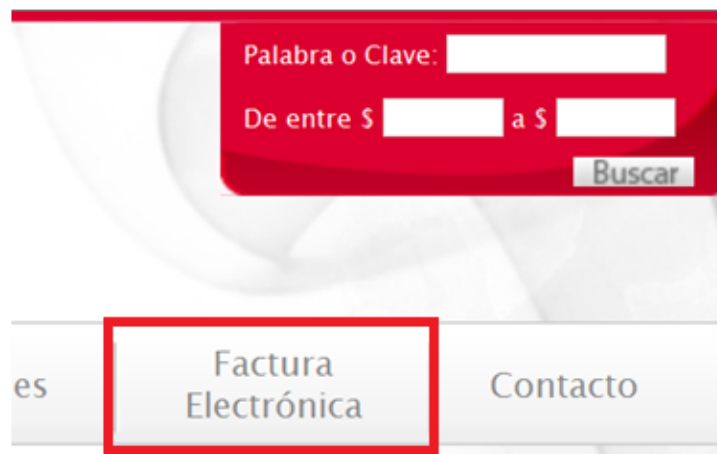 Palabra o Clave:
De entre $ a $
Buscar
es
Factura
Electrónica
Contacto